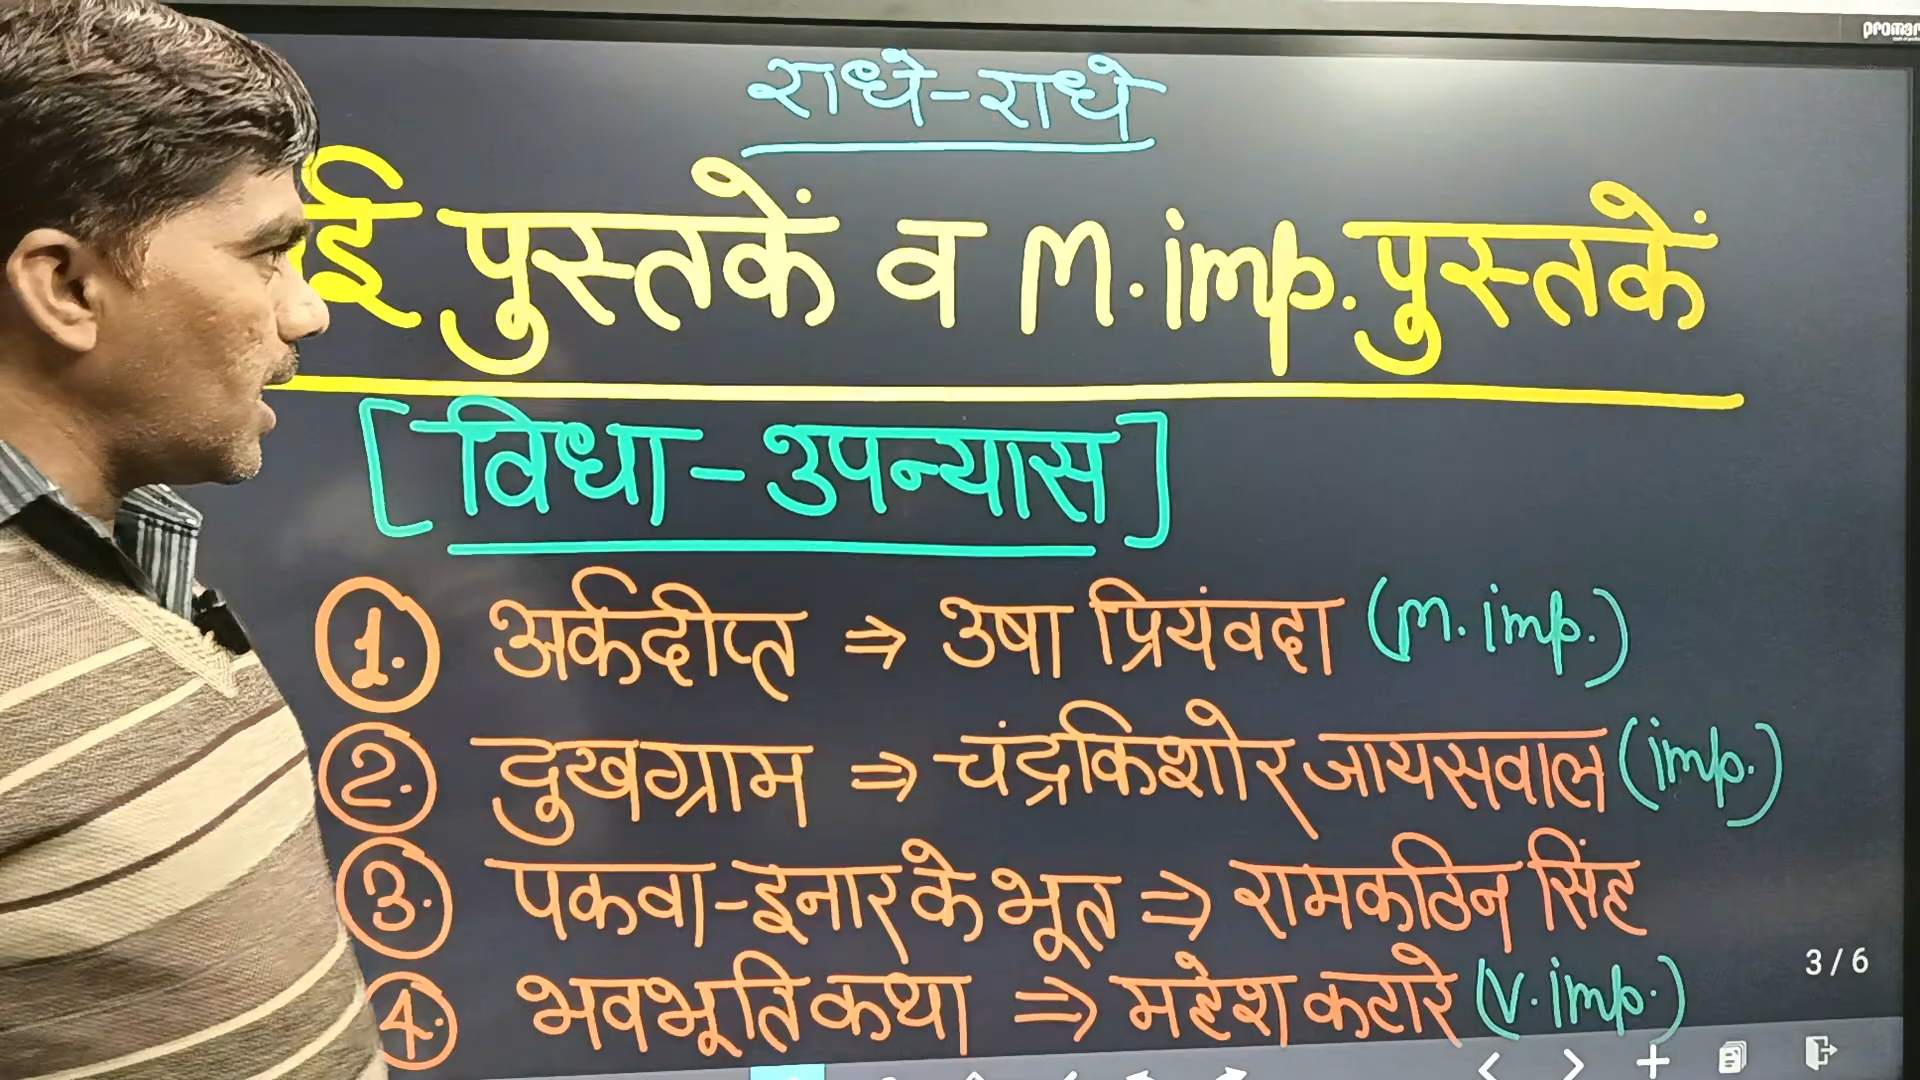 राधे-राधे
ई पुस्तकें व m.imp. पुस्तकें
[विधा-उपन्यास]
1. अर्कदीप्त ⇒ उषा प्रियंवदा (m.imp.)
2. दुखग्राम ⇒ चंद्रकिशोर जायसवाल (imp.)
3. पकवा-इनार के भूत ⇒ रामकठिन सिंह
4. भवभूति कथा ⇒ महेश कटारे (v.imp.)
3/6